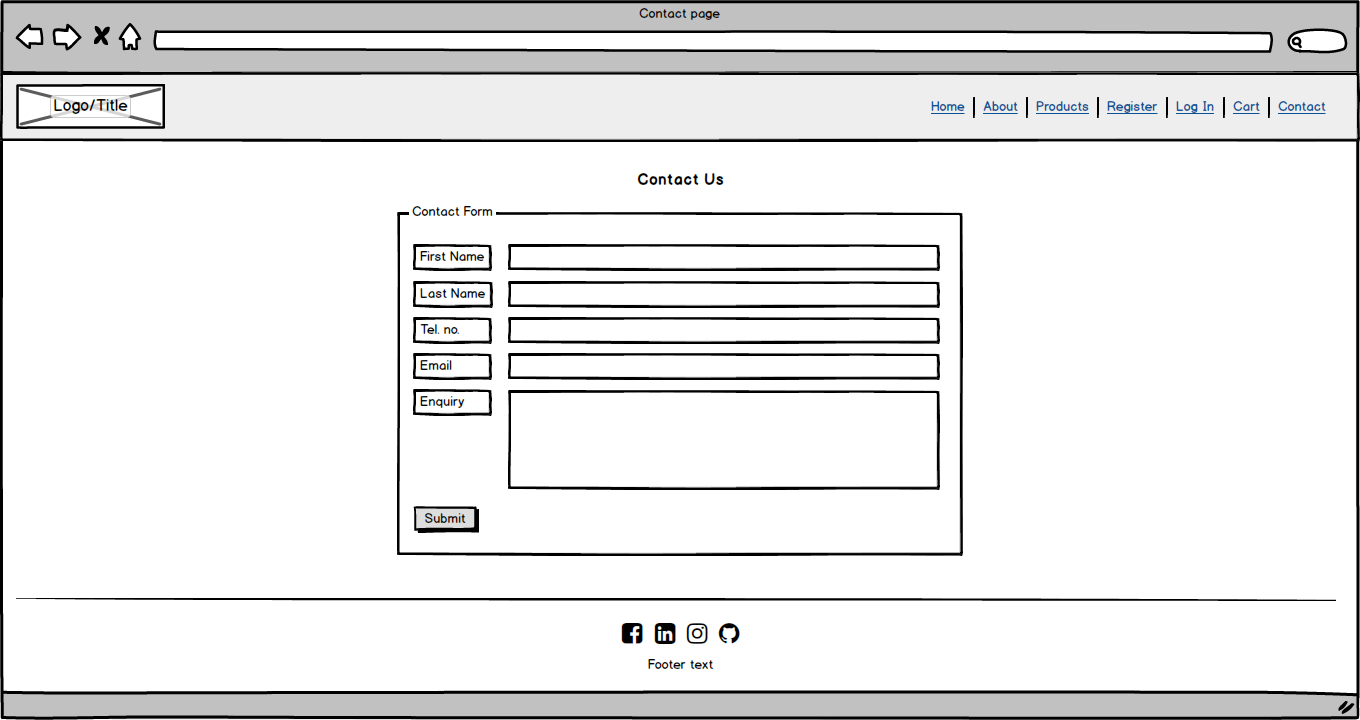 Contact page
Logo/Title
Home About Products Register Log In Cart Contact
Contact Us
Contact Form
First Name
Last Name
Tel. no.
Email
Enquiry
Submit
Footer text